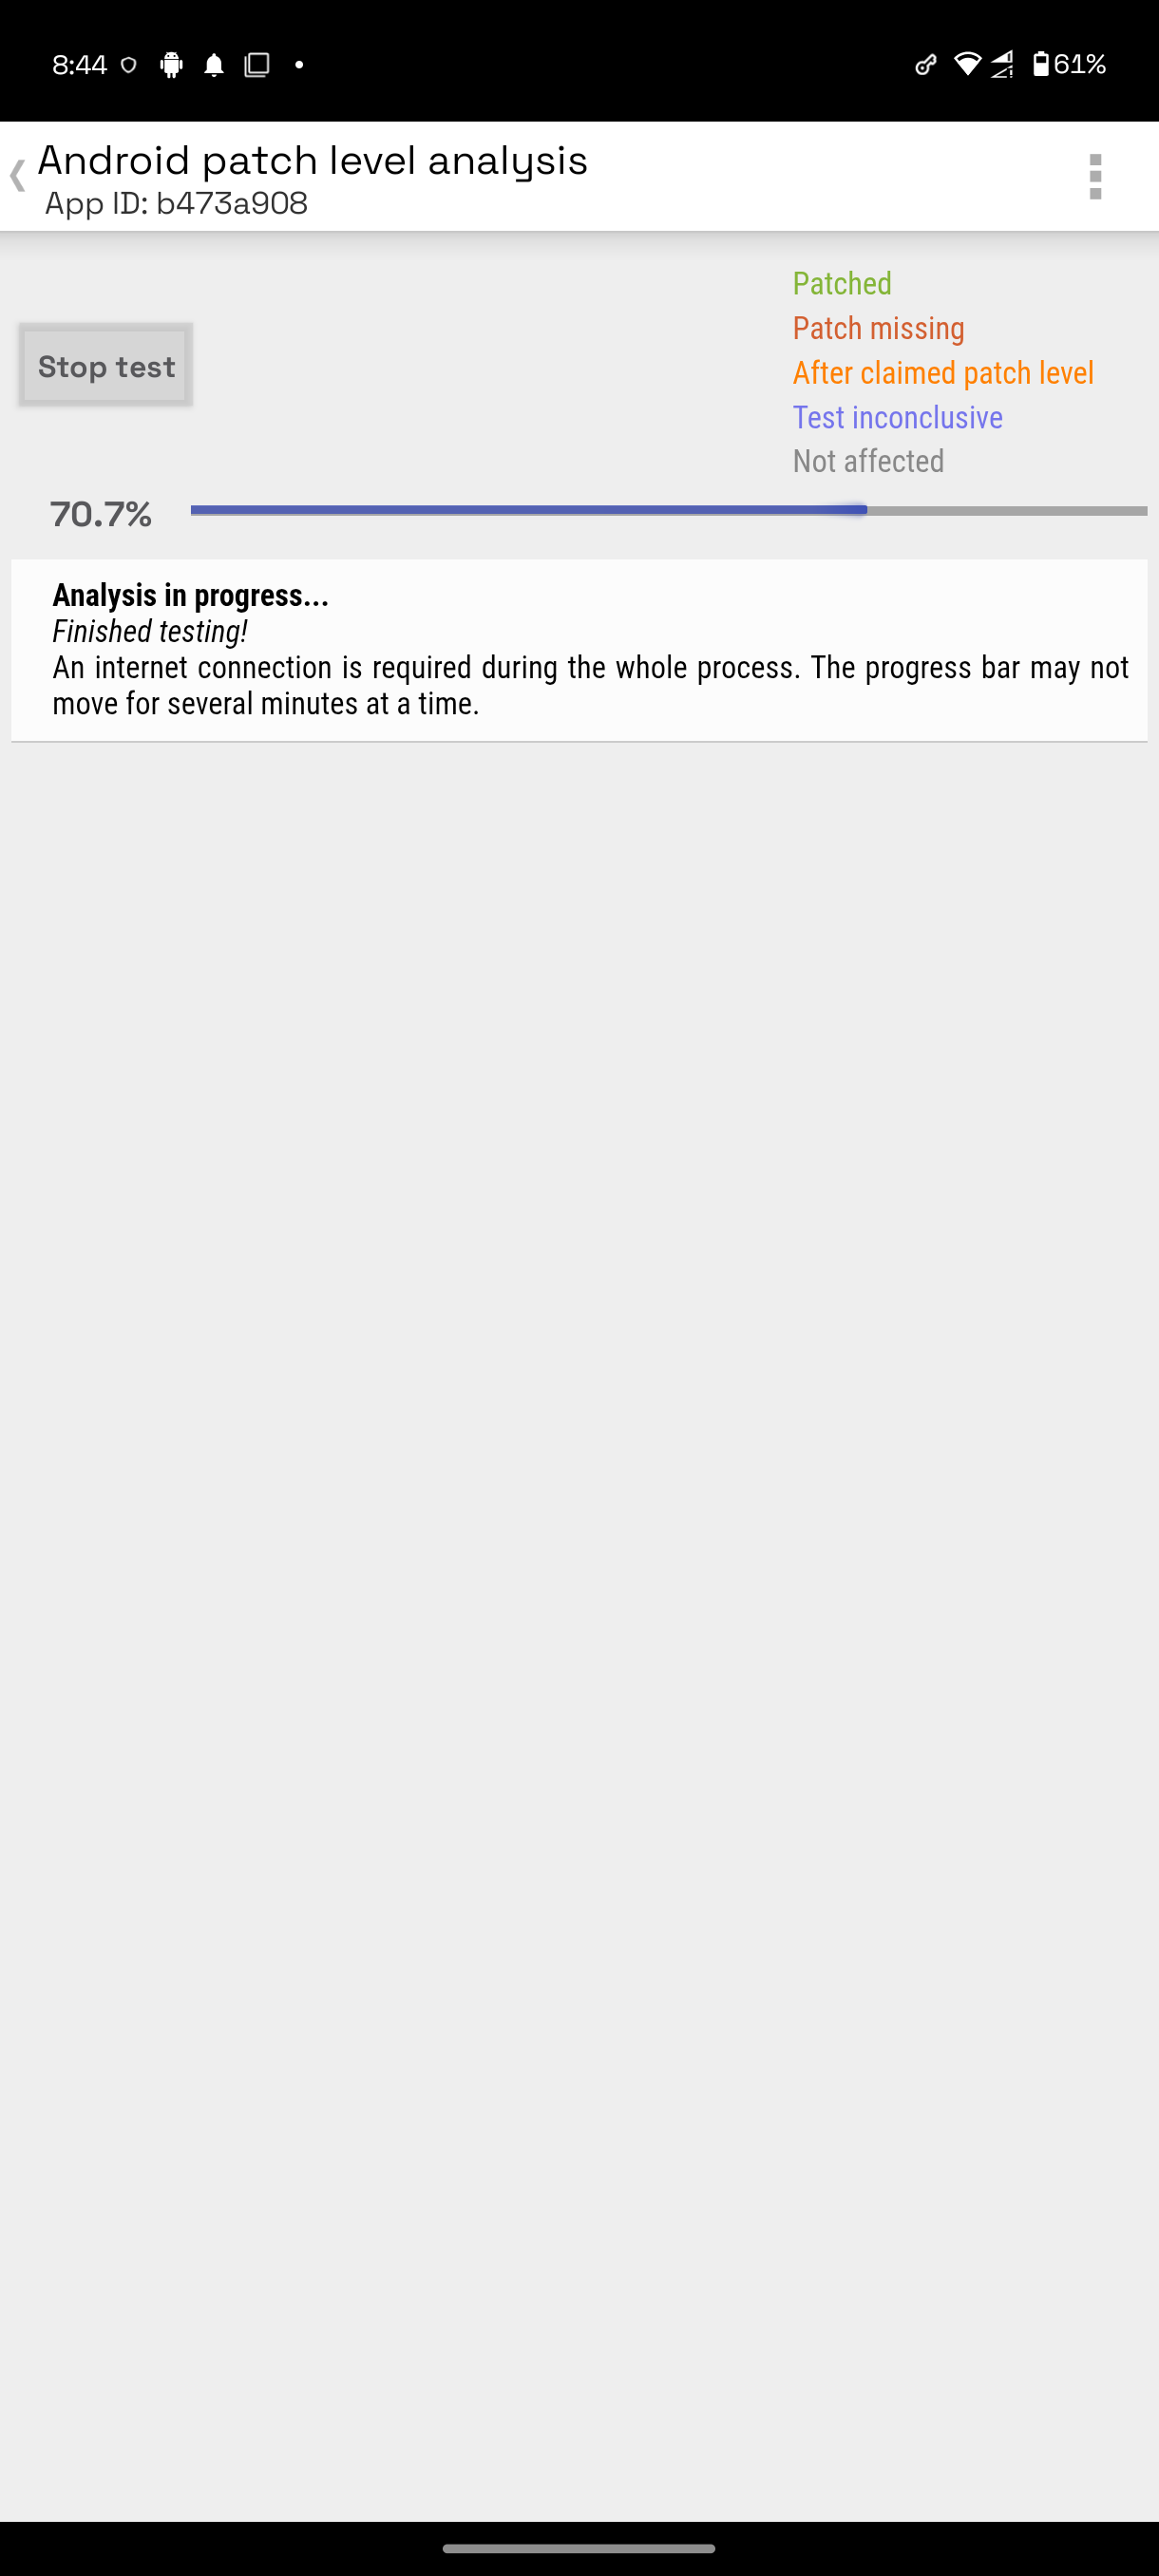 8:44
61%
Android patch level analysis
App ID: b473a908
Patched
Patch missing
After claimed patch level
Test inconclusive
Not affected
Stop test
70.7%
Analysis in progress...
Finished testing!
An internet connection is required during the whole process. The progress bar may not
move for several minutes at a time.